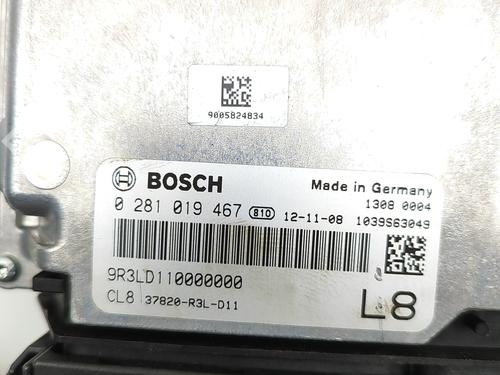 9005824834
BOSCH
Made in Germany
1308 0004
0 281 019 467 810 12-11-08 1039S63049
9R3LD110000000
CL8 37820-R3L-D11
L8